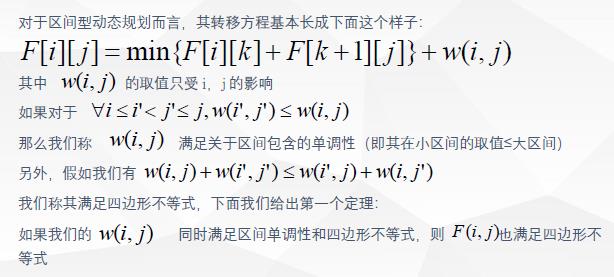 对于区间型动态规划而言，其转移方程基本长成下面这个样子：
F[i][j] = min{F[i][k] + F[k+1][j]} + w(i, j)
其中 w(i, j) 的取值只受 i，j 的影响
如果对于 ∀i ≤ i' < j' ≤ j, w(i', j') ≤ w(i, j)
那么我们称 w(i, j) 满足关于区间包含的单调性（即其在小区间的取值≤大区间）
另外，假如我们有 w(i, j) + w(i', j') ≤ w(i', j) + w(i, j')
我们称其满足四边形不等式，下面我们给出第一个定理：
如果我们的 w(i, j) 同时满足区间单调性和四边形不等式，则 F(i, j)也满足四边形不
等式